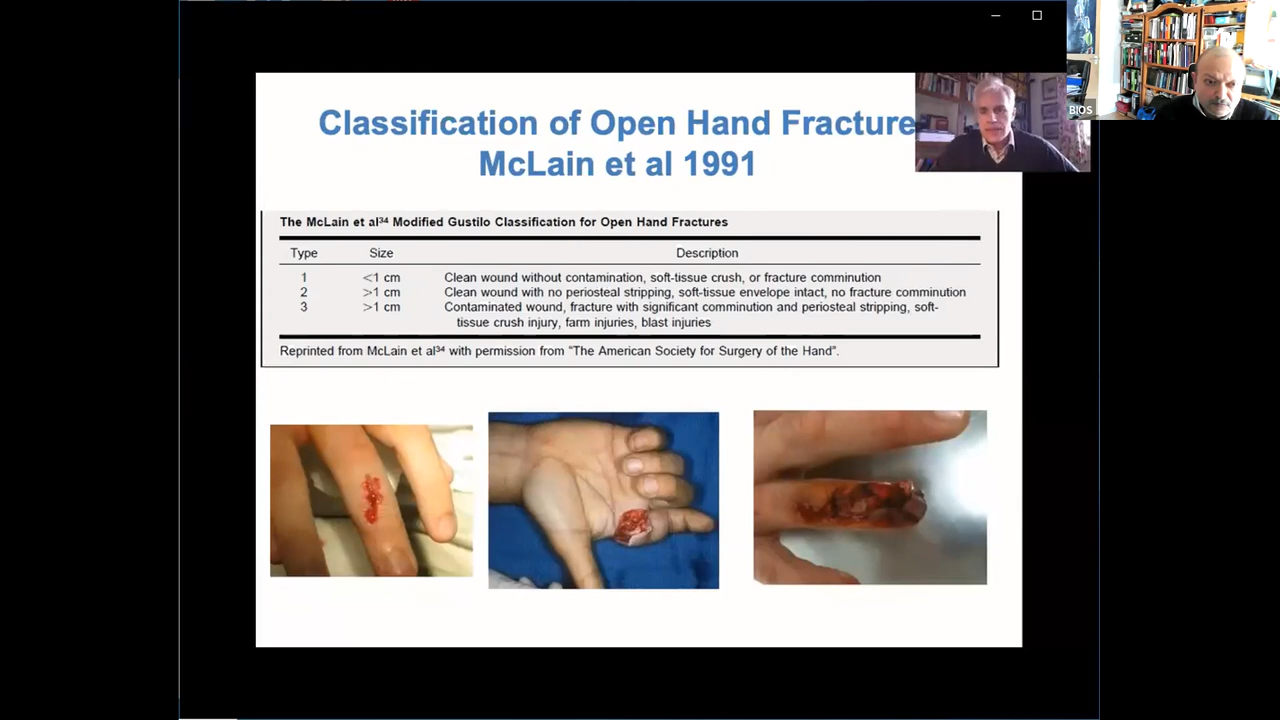 Classification of Open Hand Fracture
McLain et al 1991
The McLain et al³⁴ Modified Gustilo Classification for Open Hand Fractures
Type Size Description
1 <1 cm Clean wound without contamination, soft-tissue crush, or fracture comminution
2 >1 cm Clean wound with no periosteal stripping, soft-tissue envelope intact, no fracture comminution
3 >1 cm Contaminated wound, fracture with significant comminution and periosteal stripping, soft-
tissue crush injury, farm injuries, blast injuries
Reprinted from McLain et al³⁴ with permission from “The American Society for Surgery of the Hand”.
BIOS